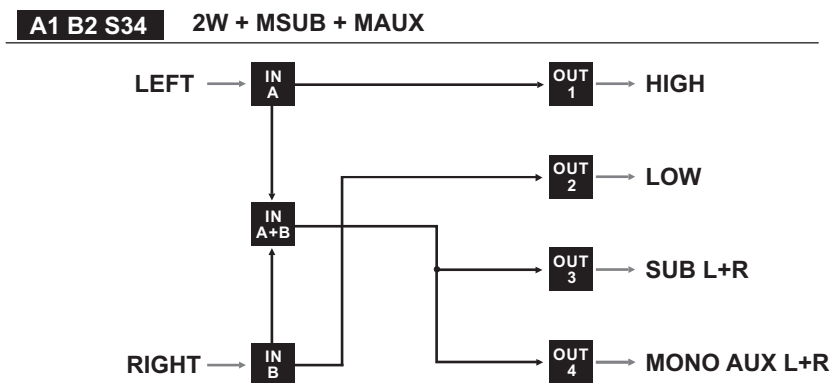 A1 B2 S34 2W + MSUB + MAUX
LEFT IN A OUT 1 HIGH
OUT 2 LOW
IN A+B
OUT 3 SUB L+R
RIGHT IN B OUT 4 MONO AUX L+R